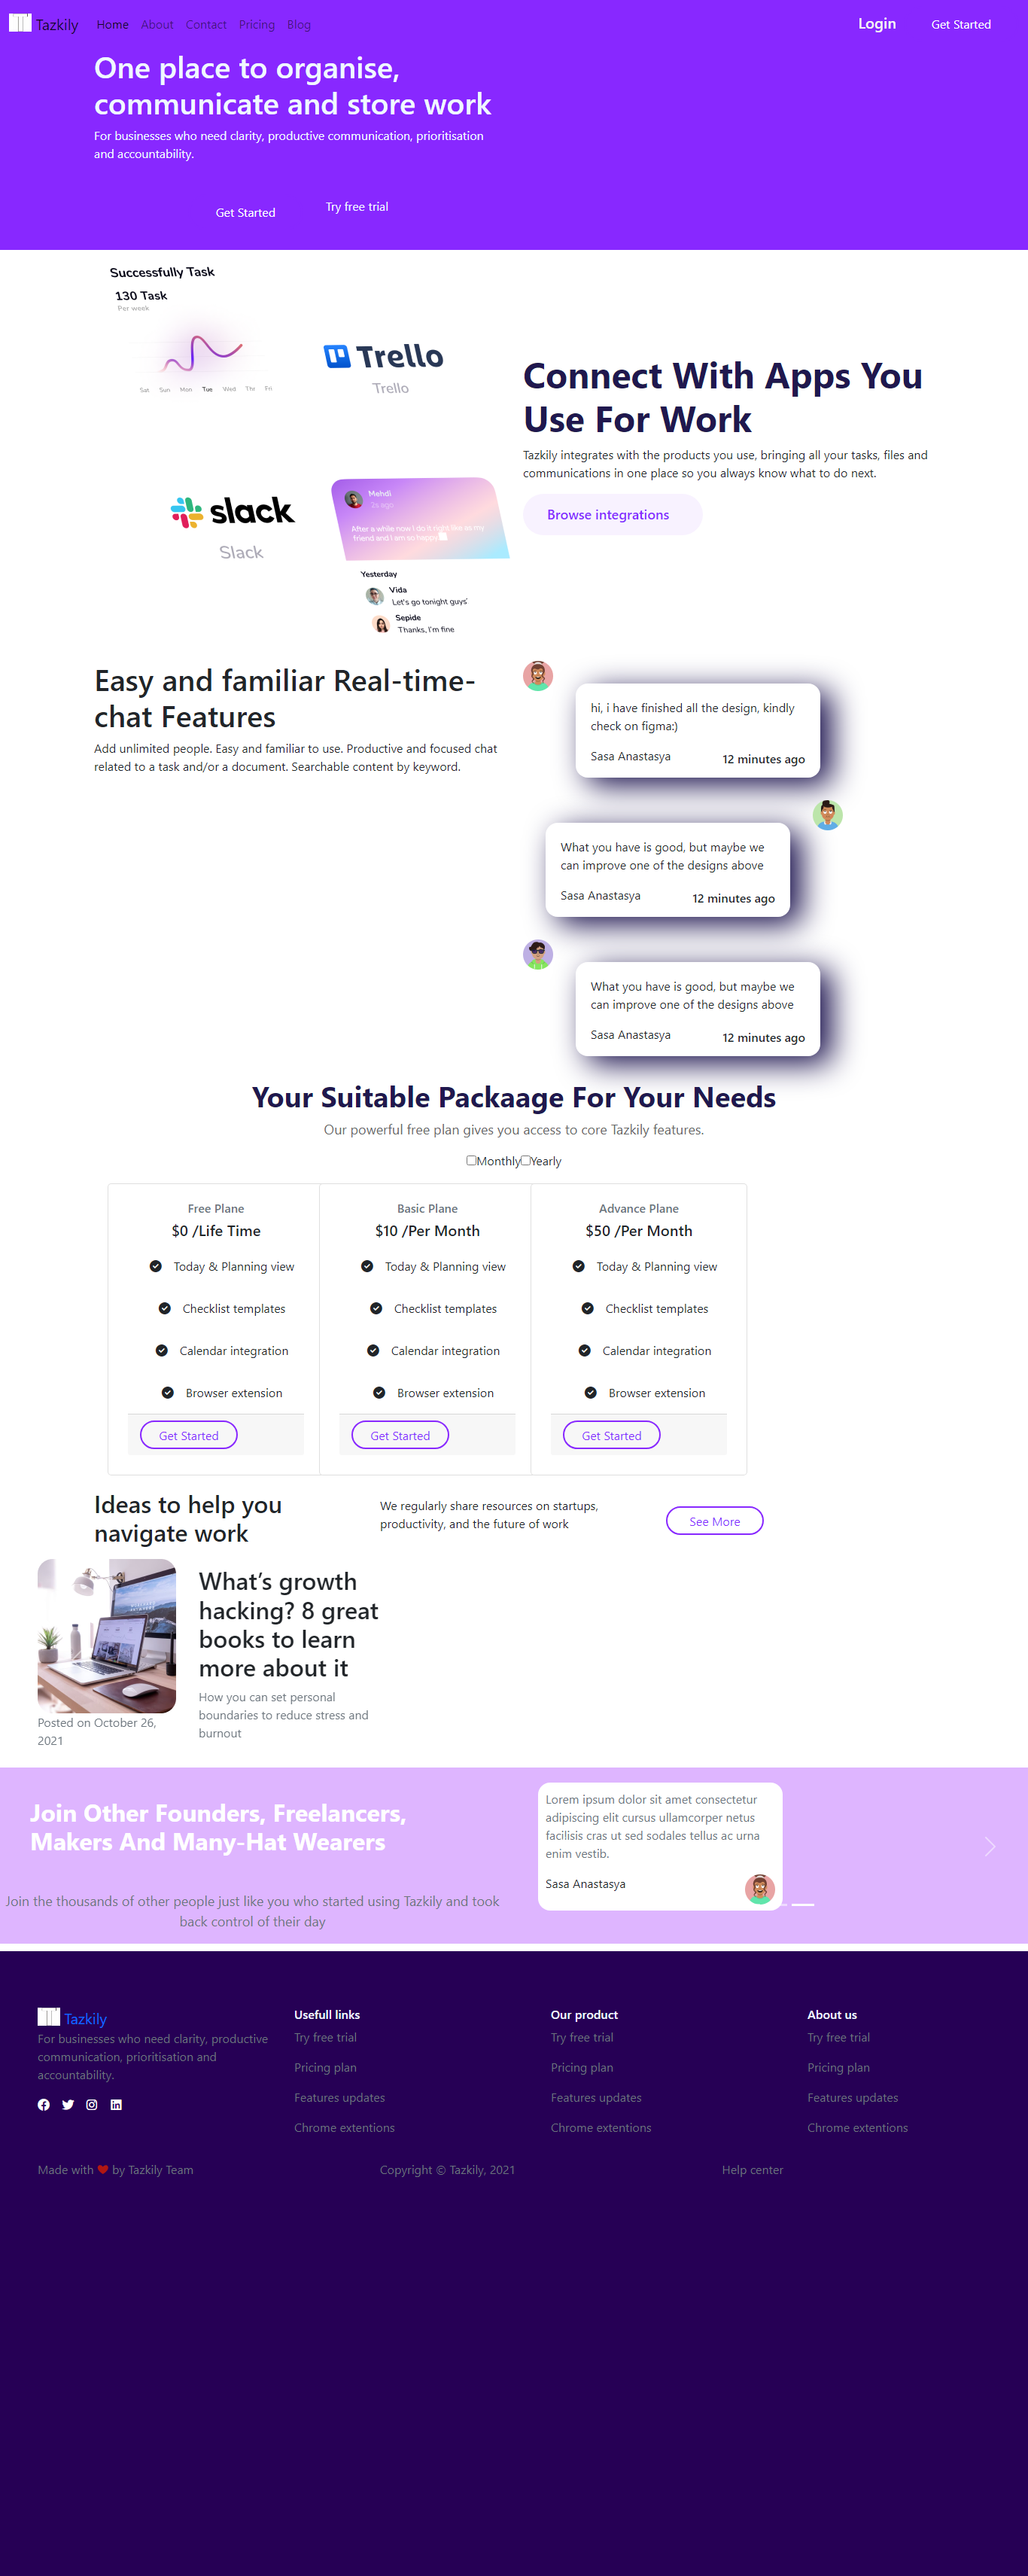 Tazkily Home About Contact Pricing Blog Login Get Started
One place to organise,
communicate and store work
For businesses who need clarity, productive communication, prioritisation
and accountability.
Get Started Try free trial
Successfully Task
130 Task
Per week
Sat Sun Mon Tue Wed Thr Fri
Trello
Trello
slack
Slack
Mehdi
2s ago
After a while now i do it right like as my
friend and i am so happy
Yesterday
Vida
Let's go tonight guys'
Sepide
Thanks, I'm fine
Connect With Apps You
Use For Work
Tazkily integrates with the products you use, bringing all your tasks, files and
communications in one place so you always know what to do next.
Browse integrations
Easy and familiar Real-time-
chat Features
Add unlimited people. Easy and familiar to use. Productive and focused chat
related to a task and/or a document. Searchable content by keyword.
hi, i have finished all the design, kindly
check on figma:)
Sasa Anastasya 12 minutes ago
What you have is good, but maybe we
can improve one of the designs above
Sasa Anastasya 12 minutes ago
What you have is good, but maybe we
can improve one of the designs above
Sasa Anastasya 12 minutes ago
Your Suitable Package For Your Needs
Our powerful free plan gives you access to core Tazkily features.
Monthly Yearly
Free Plane
$0 /Life Time
Today & Planning view
Checklist templates
Calendar integration
Browser extension
Get Started
Basic Plane
$10 /Per Month
Today & Planning view
Checklist templates
Calendar integration
Browser extension
Get Started
Advance Plane
$50 /Per Month
Today & Planning view
Checklist templates
Calendar integration
Browser extension
Get Started
Ideas to help you
navigate work
We regularly share resources on startups,
productivity, and the future of work
See More
Posted on October 26,
2021
What's growth
hacking? 8 great
books to learn
more about it
How you can set personal
boundaries to reduce stress and
burnout
Join Other Founders, Freelancers,
Makers And Many-Hat Wearers
Join the thousands of other people just like you who started using Tazkily and took
back control of their day
Lorem ipsum dolor sit amet consectetur
adipiscing elit cursus ullamcorper netus
facilisis cras ut sed sodales tellus ac urna
enim vestib.
Sasa Anastasya
Tazkily
For businesses who need clarity, productive
communication, prioritisation and
accountability.
Usefull links
Try free trial
Pricing plan
Features updates
Chrome extentions
Our product
Try free trial
Pricing plan
Features updates
Chrome extentions
About us
Try free trial
Pricing plan
Features updates
Chrome extentions
Made with ❤ by Tazkily Team
Copyright © Tazkily, 2021
Help center